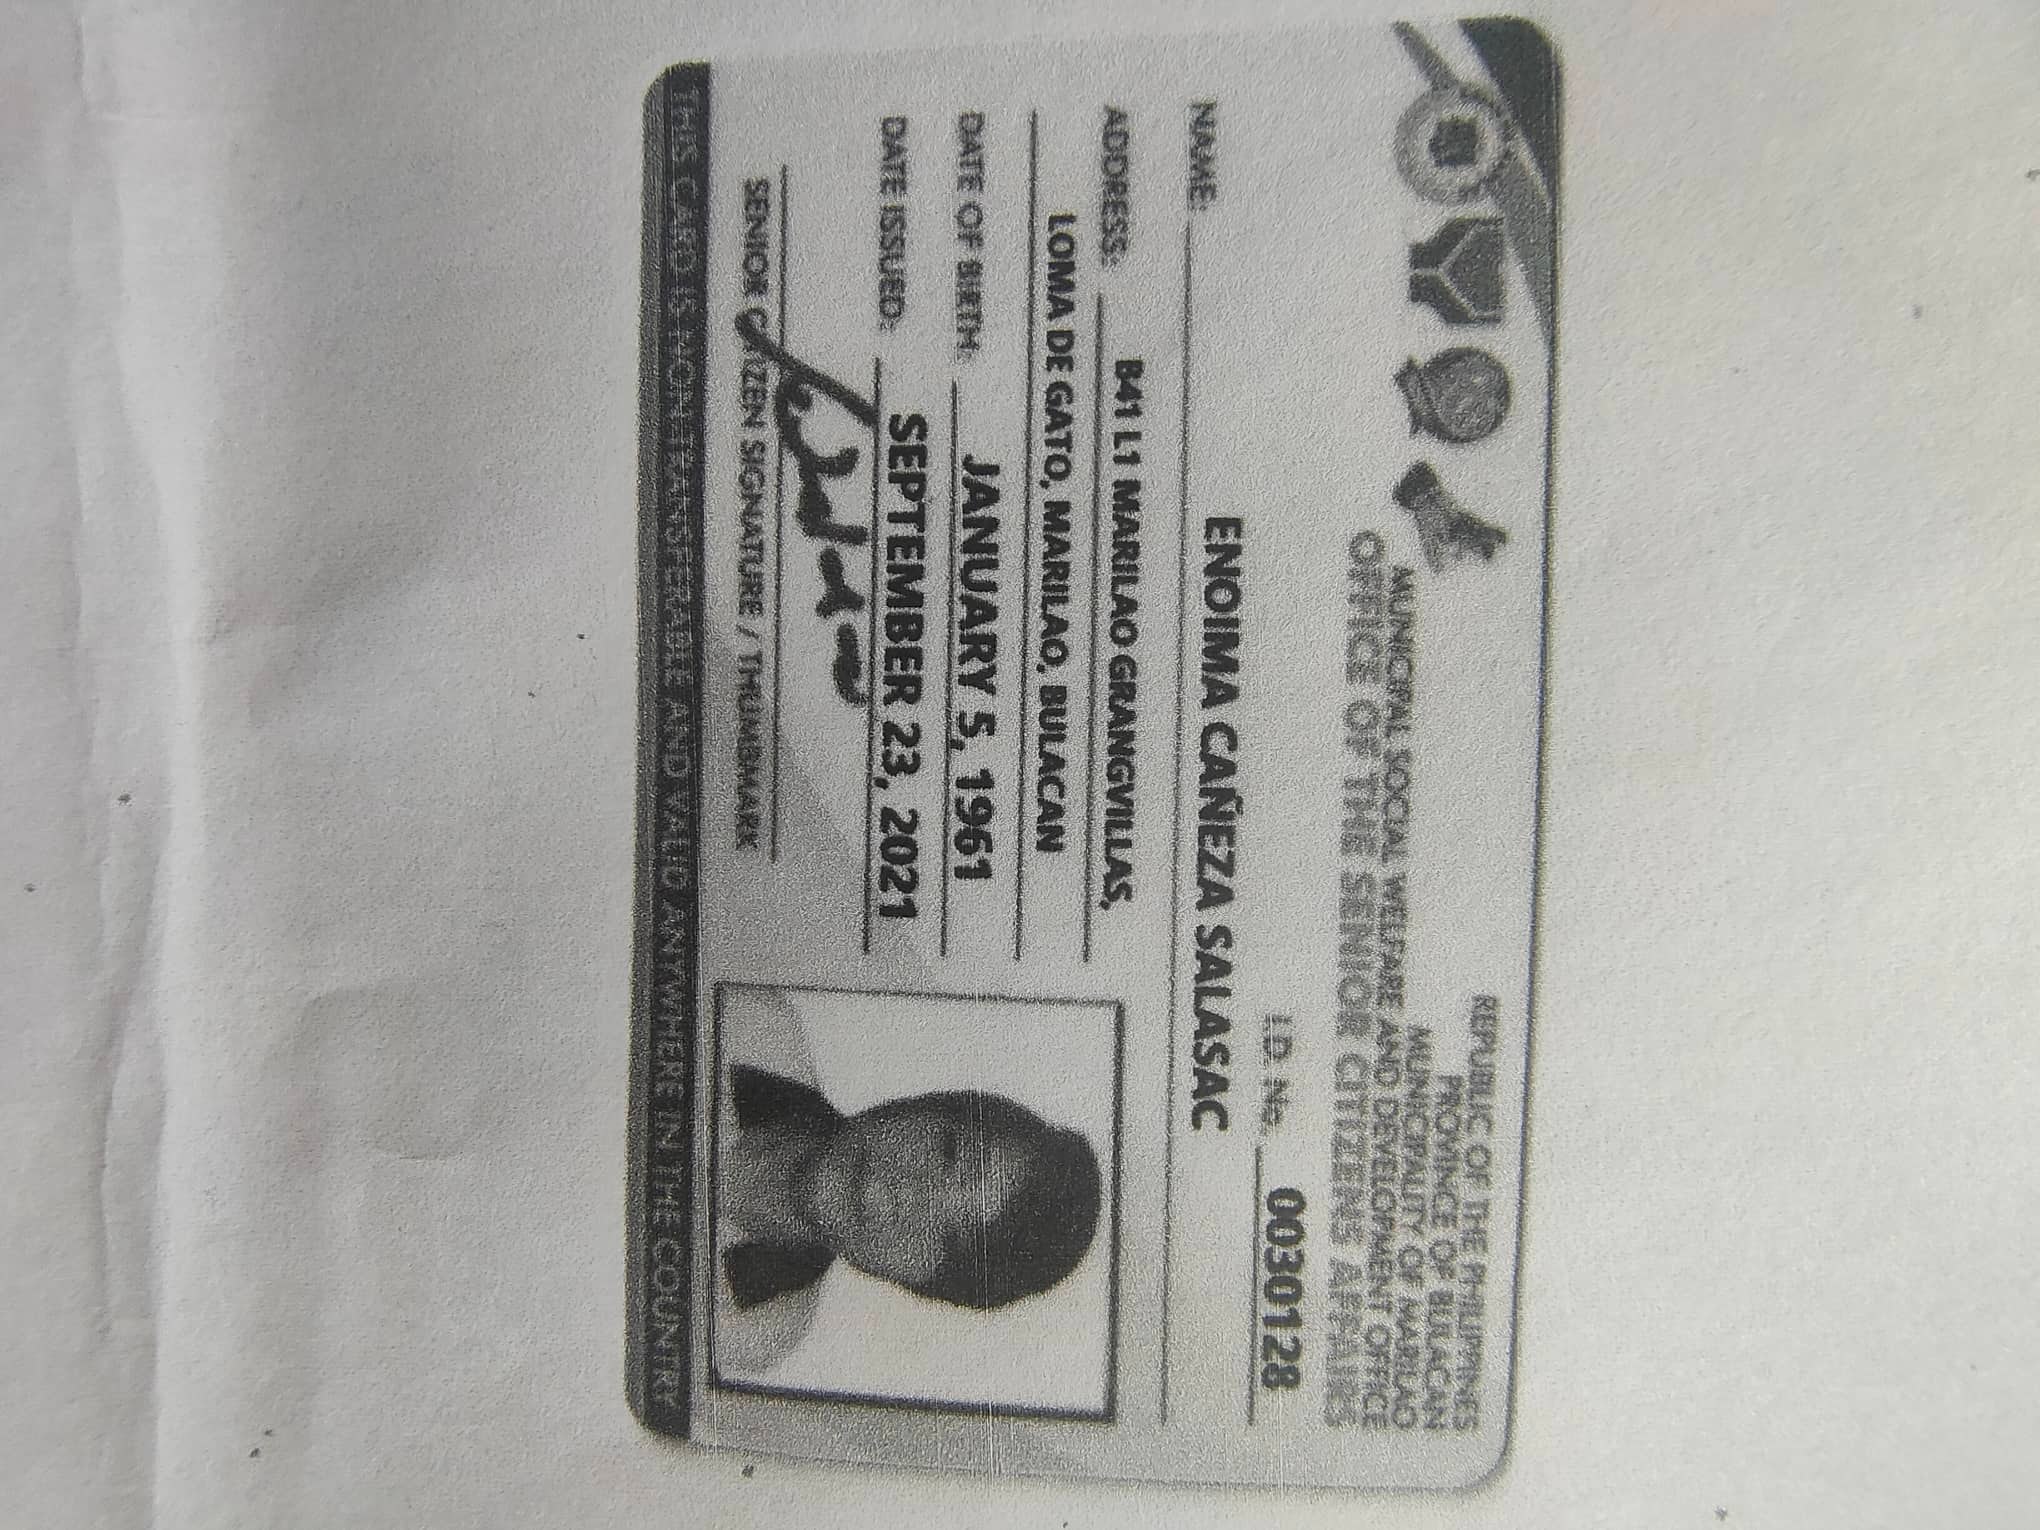 REPUBLIC OF THE PHILIPPINES
PROVINCE OF BULACAN
MUNICIPALITY OF MARILAO
MUNICIPAL SOCIAL WELFARE AND DEVELOPMENT OFFICE
OFFICE OF THE SENIOR CITIZENS AFFAIRS
I.D. No. 00301128
NAME: ENOIMA CAÑEZA SALASAC
ADDRESS: B41 L1 MARILAO GRANGVILLAS,
LOMA DE GATO, MARILAO, BULACAN
DATE OF BIRTH: JANUARY 5, 1961
DATE ISSUED: SEPTEMBER 23, 2021
SENIOR CITIZEN SIGNATURE / THUMBMARK
THIS CARD IS NON-TRANSFERABLE AND VALID ANYWHERE IN THE COUNTRY